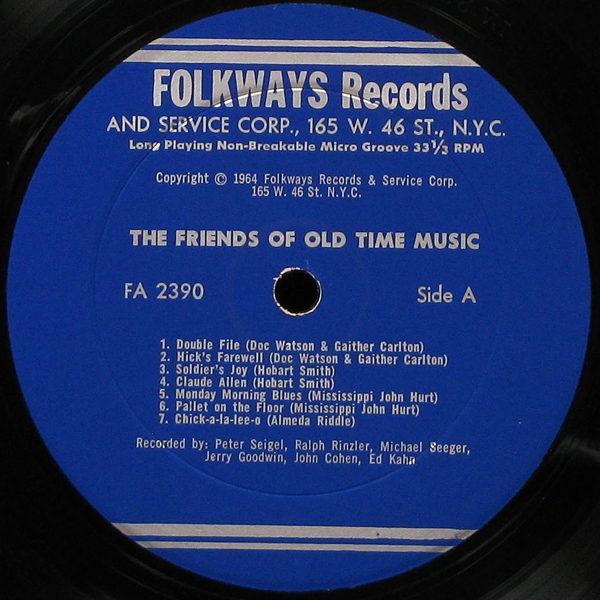 FOLKWAYS Records
AND SERVICE CORP., 165 W. 46 ST., N.Y.C.
Long Playing Non-Breakable Micro Groove 33⅓ RPM
Copyright © 1964 Folkways Records & Service Corp.
165 W. 46 St. N.Y.C.
THE FRIENDS OF OLD TIME MUSIC
FA 2390 Side A
1. Double File (Doc Watson & Gaither Carlton)
2. Hick's Farewell (Doc Watson & Gaither Carlton)
3. Soldier's Joy (Hobart Smith)
4. Claude Allen (Hobart Smith)
5. Monday Morning Blues (Mississippi John Hurt)
6. Pallet on the Floor (Mississippi John Hurt)
7. Chick-a-la-lee-o (Almeda Riddle)
Recorded by: Peter Seigel, Ralph Rinzler, Michael Seeger,
Jerry Goodwin, John Cohen, Ed Kahn